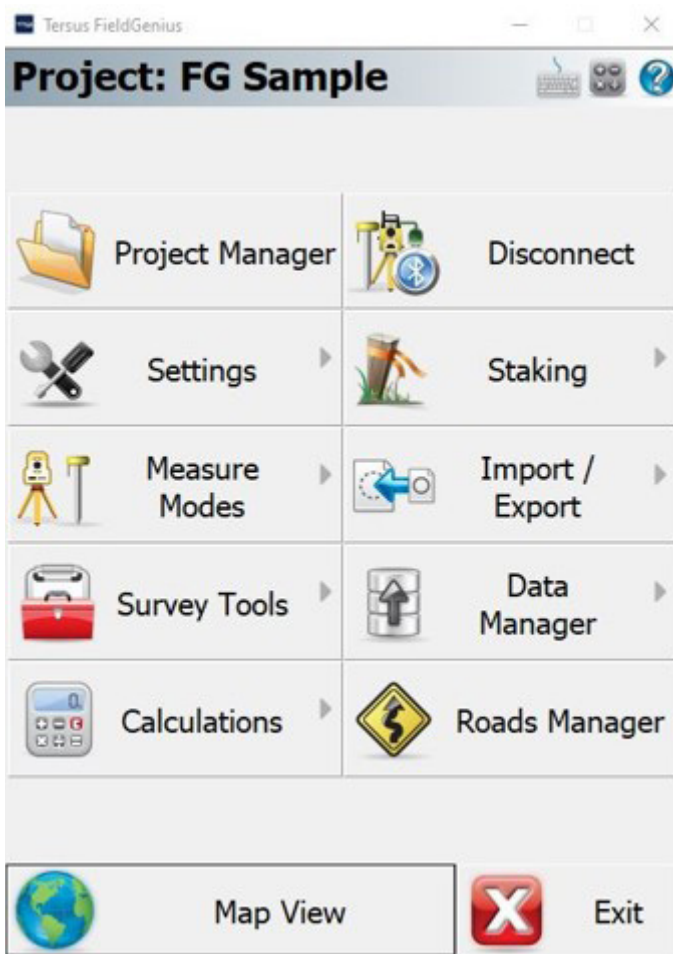 Tersus FieldGenius
Project: FG Sample
Project Manager
Disconnect
Settings
Staking
Measure
Modes
Import /
Export
Survey Tools
Data
Manager
0.
Calculations
Roads Manager
Map View
Exit